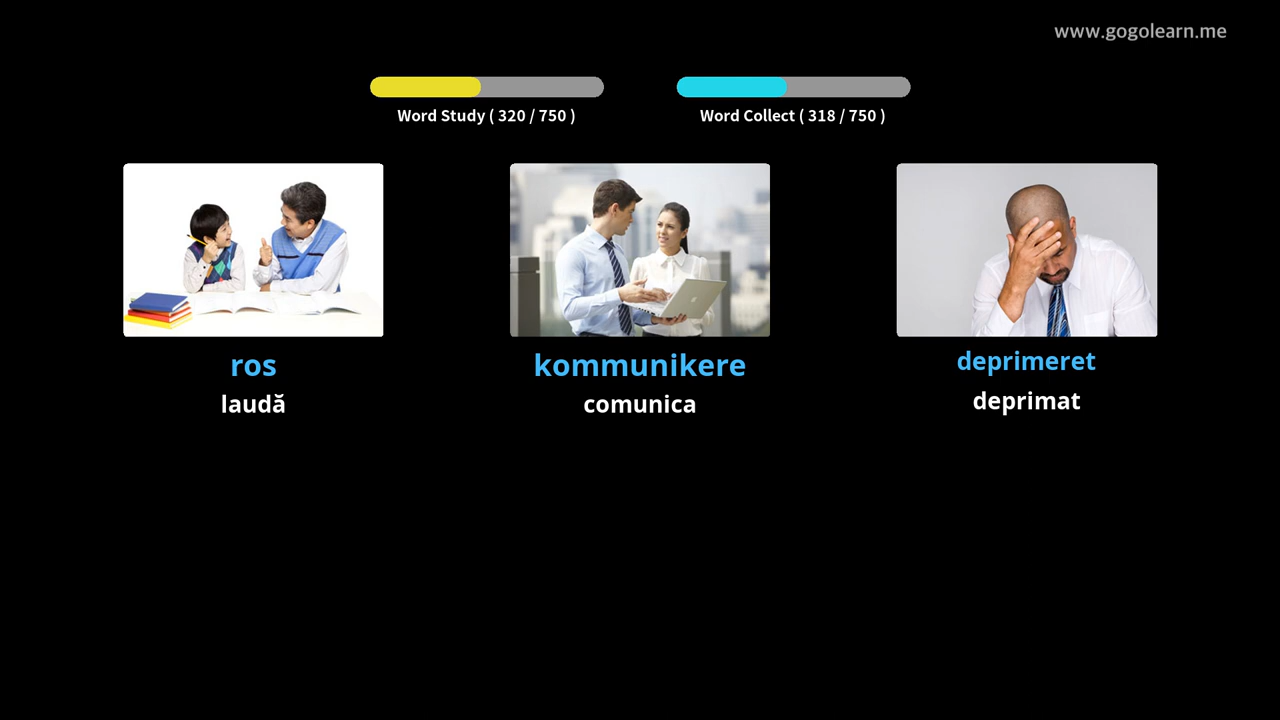 www.gogolearn.me
Word Study ( 320 / 750 )
Word Collect ( 318 / 750 )
ros
laudă
kommunikere
comunica
deprimeret
deprimat